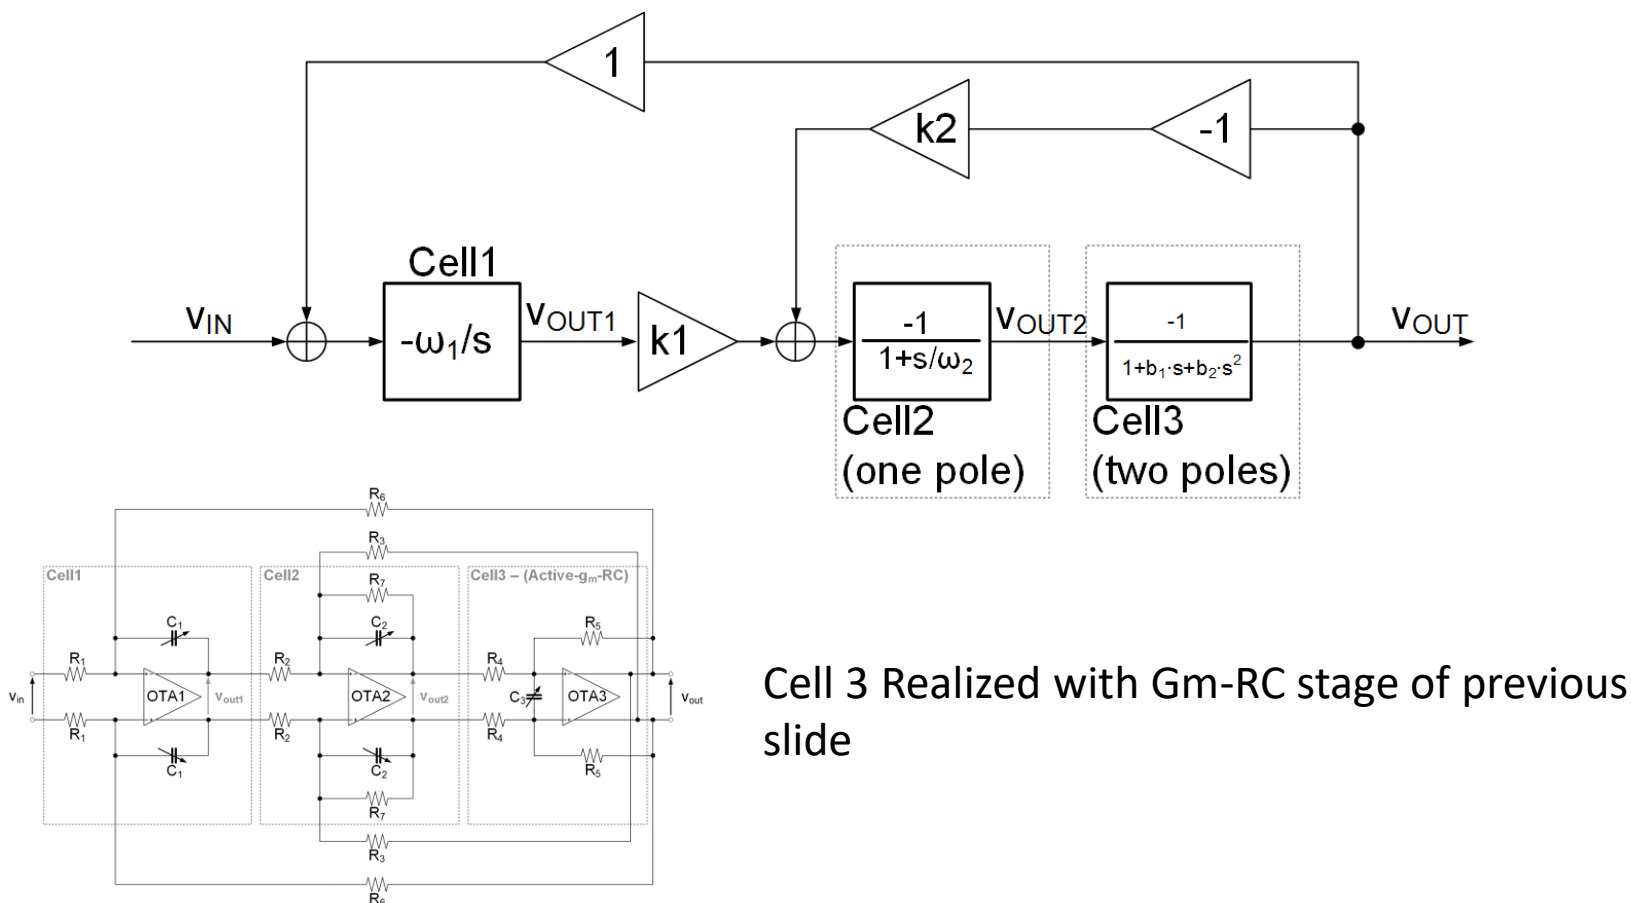 1
k2
-1
Cell1
vIN
-ω₁/s
vOUT1
k1
-1
1+s/ω₂
vOUT2
-1
1+b₁·s+b₂·s²
vOUT
Cell2
(one pole)
Cell3
(two poles)
R₆
R₃
Cell1
Cell2
Cell3 – (Active-gₘ-RC)
R₇
C₁
C₂
R₅
R₁
R₂
R₄
vin
OTA1
vout1
OTA2
vout2
C₃
OTA3
vout
R₁
R₂
R₄
C₁
C₂
R₅
R₇
R₃
R₆
Cell 3 Realized with Gm-RC stage of previous
slide